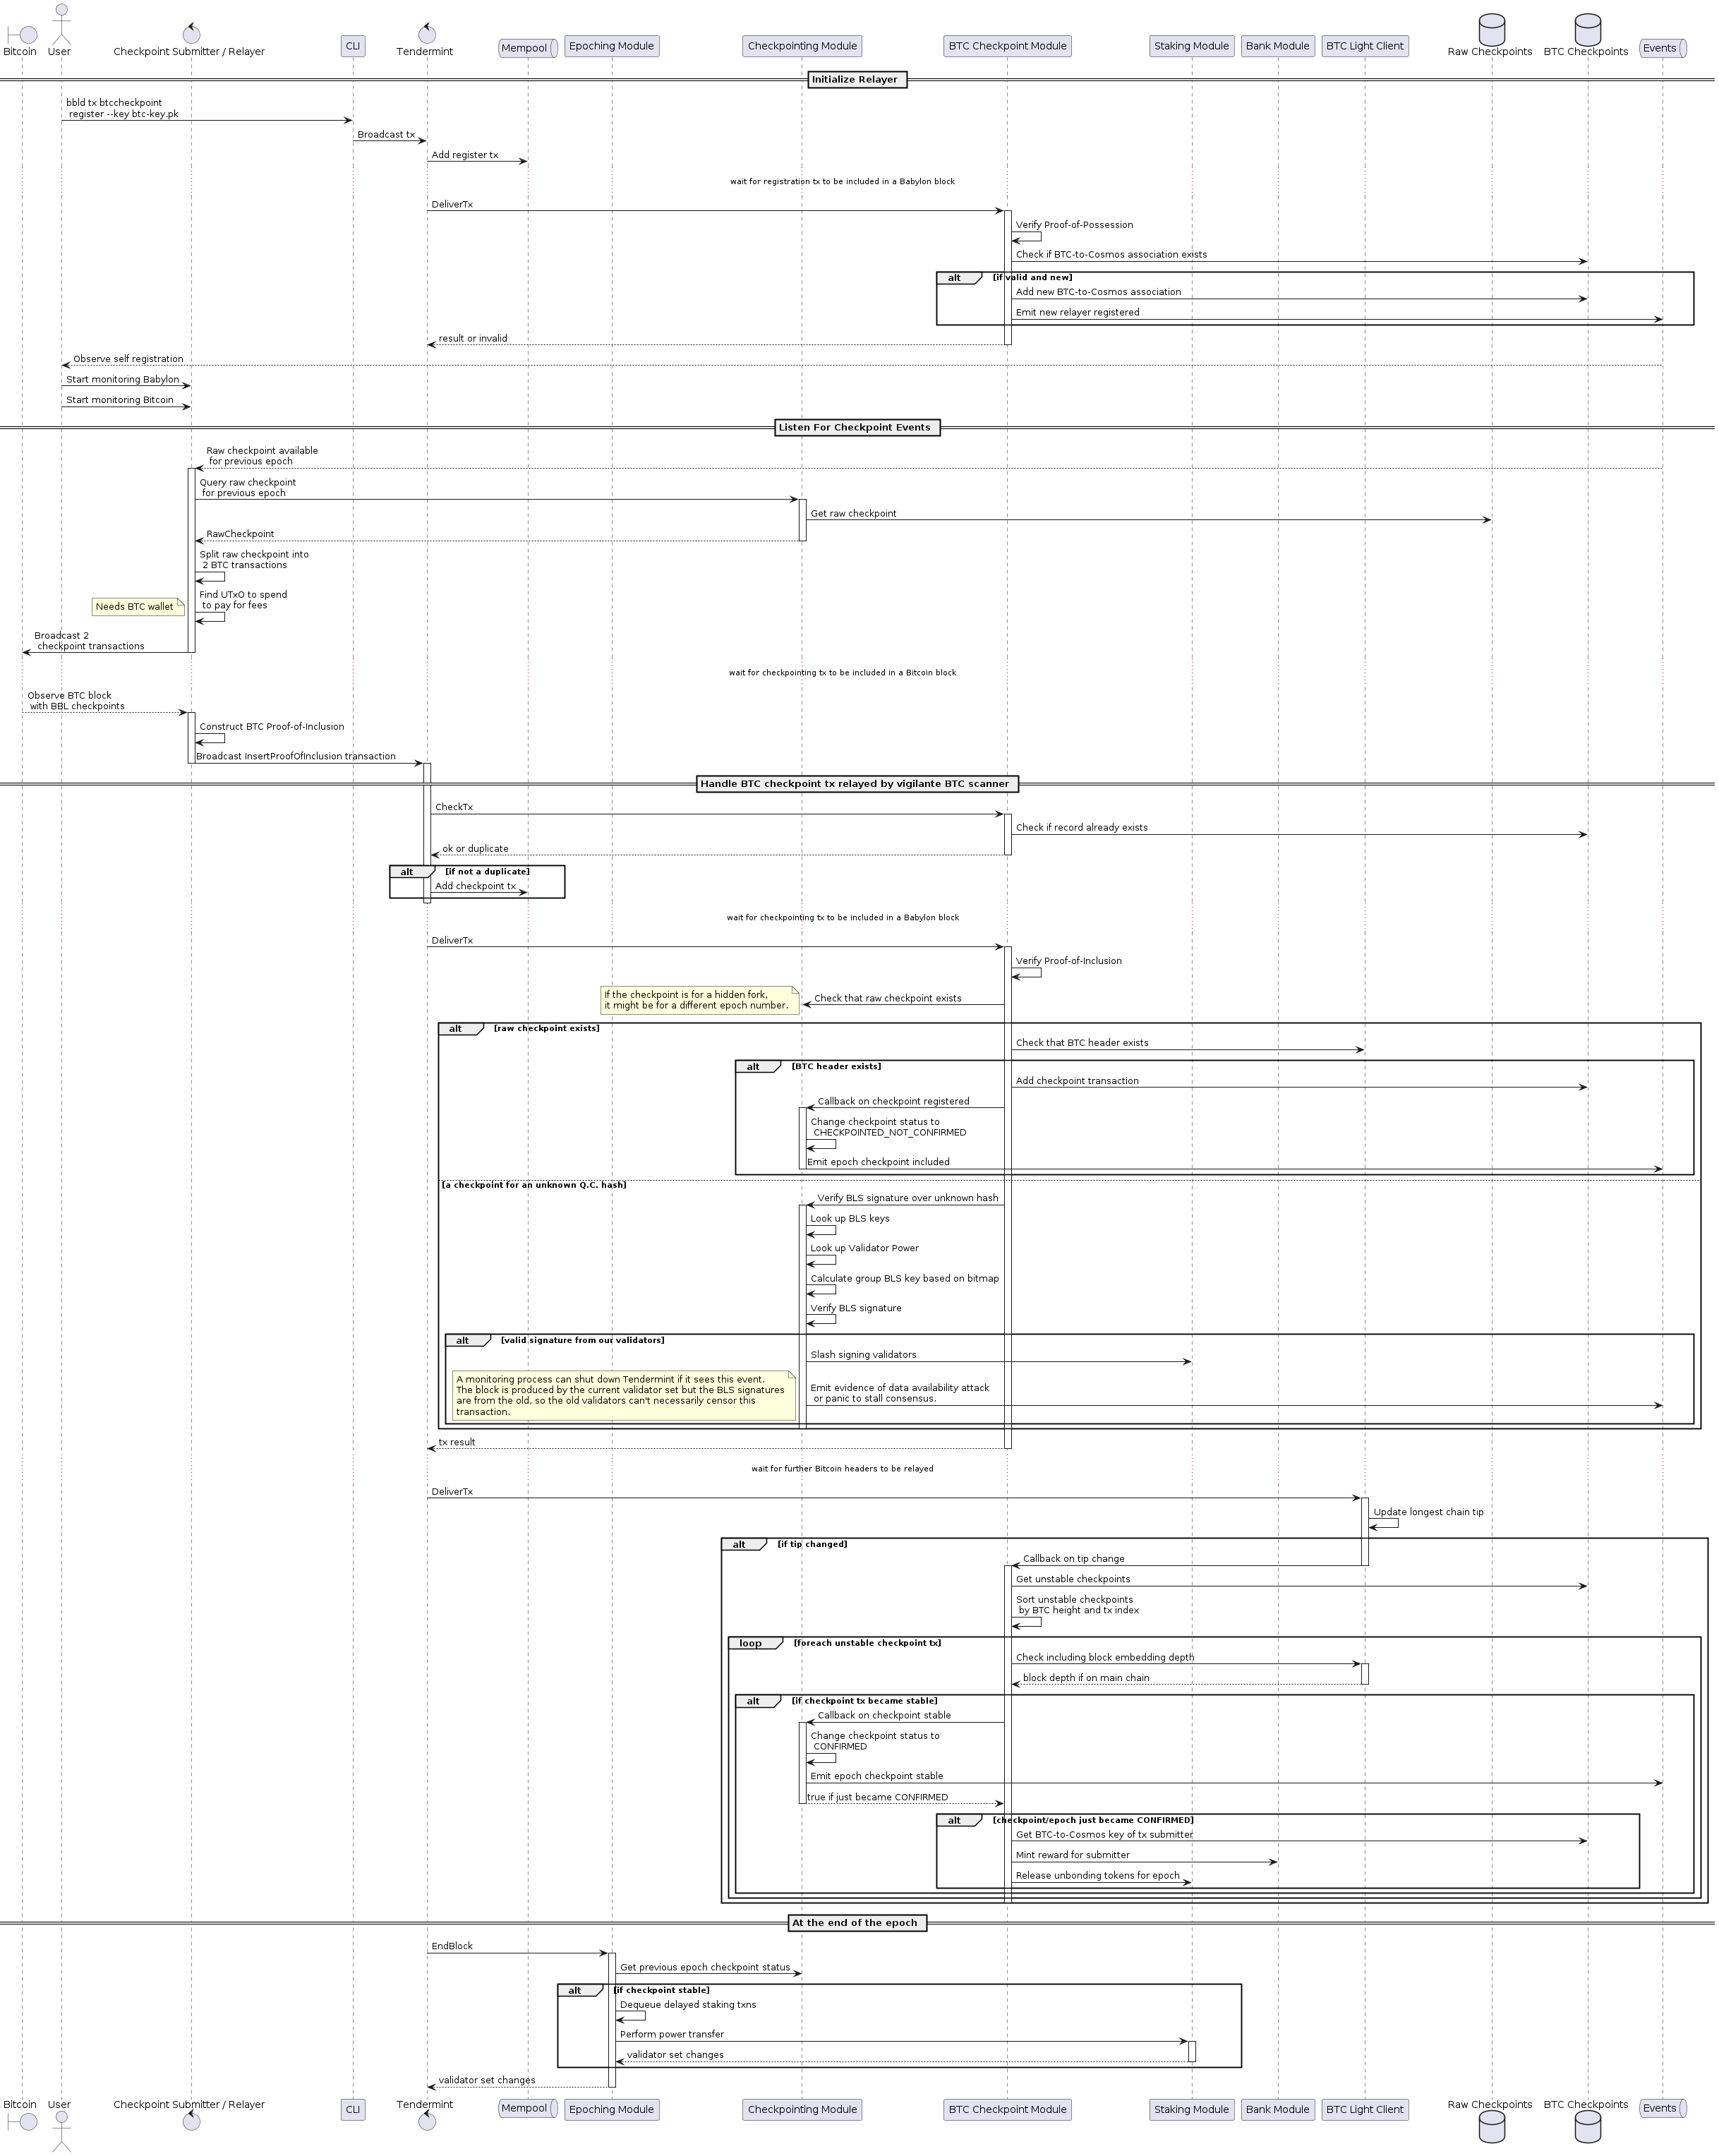 Bitcoin
User
Checkpoint Submitter / Relayer
CLI
Tendermint
Mempool
Epoching Module
Checkpointing Module
BTC Checkpoint Module
Staking Module
Bank Module
BTC Light Client
Raw Checkpoints
BTC Checkpoints
Events
Initialize Relayer
bbld tx btccheckpoint
register --key btc-key.pk
Broadcast tx
Add register tx
wait for registration tx to be included in a Babylon block
DeliverTx
Verify Proof-of-Possession
Check if BTC-to-Cosmos association exists
alt [if valid and new]
Add new BTC-to-Cosmos association
Emit new relayer registered
result or invalid
Observe self registration
Start monitoring Babylon
Start monitoring Bitcoin
Listen For Checkpoint Events
Raw checkpoint available
for previous epoch
Query raw checkpoint
for previous epoch
Get raw checkpoint
RawCheckpoint
Split raw checkpoint into
2 BTC transactions
Find UTxO to spend
to pay for fees
Needs BTC wallet
Broadcast 2
checkpoint transactions
wait for checkpointing tx to be included in a Bitcoin block
Observe BTC block
with BBL checkpoints
Construct BTC Proof-of-Inclusion
Broadcast InsertProofOfInclusion transaction
Handle BTC checkpoint tx relayed by vigilante BTC scanner
CheckTx
Check if record already exists
ok or duplicate
alt [if not a duplicate]
Add checkpoint tx
wait for checkpointing tx to be included in a Babylon block
DeliverTx
Verify Proof-of-Inclusion
Check that raw checkpoint exists
If the checkpoint is for a hidden fork,
it might be for a different epoch number.
alt [raw checkpoint exists]
Check that BTC header exists
alt [BTC header exists]
Add checkpoint transaction
Callback on checkpoint registered
Change checkpoint status to
CHECKPOINTED_NOT_CONFIRMED
Emit epoch checkpoint included
[a checkpoint for an unknown Q.C. hash]
Verify BLS signature over unknown hash
Look up BLS keys
Look up Validator Power
Calculate group BLS key based on bitmap
Verify BLS signature
alt [valid signature from our validators]
Slash signing validators
Emit evidence of data availability attack
or panic to stall consensus.
A monitoring process can shut down Tendermint if it sees this event.
The block is produced by the current validator set but the BLS signatures
are from the old, so the old validators can't necessarily censor this
transaction.
tx result
wait for further Bitcoin headers to be relayed
DeliverTx
Update longest chain tip
alt [if tip changed]
Callback on tip change
Get unstable checkpoints
Sort unstable checkpoints
by BTC height and tx index
loop [foreach unstable checkpoint tx]
Check including block embedding depth
block depth if on main chain
alt [if checkpoint tx became stable]
Callback on checkpoint stable
Change checkpoint status to
CONFIRMED
Emit epoch checkpoint stable
true if just became CONFIRMED
alt [checkpoint/epoch just became CONFIRMED]
Get BTC-to-Cosmos key of tx submitter
Mint reward for submitter
Release unbonding tokens for epoch
At the end of the epoch
EndBlock
Get previous epoch checkpoint status
alt [if checkpoint stable]
Dequeue delayed staking txns
Perform power transfer
validator set changes
validator set changes
Bitcoin
User
Checkpoint Submitter / Relayer
CLI
Tendermint
Mempool
Epoching Module
Checkpointing Module
BTC Checkpoint Module
Staking Module
Bank Module
BTC Light Client
Raw Checkpoints
BTC Checkpoints
Events